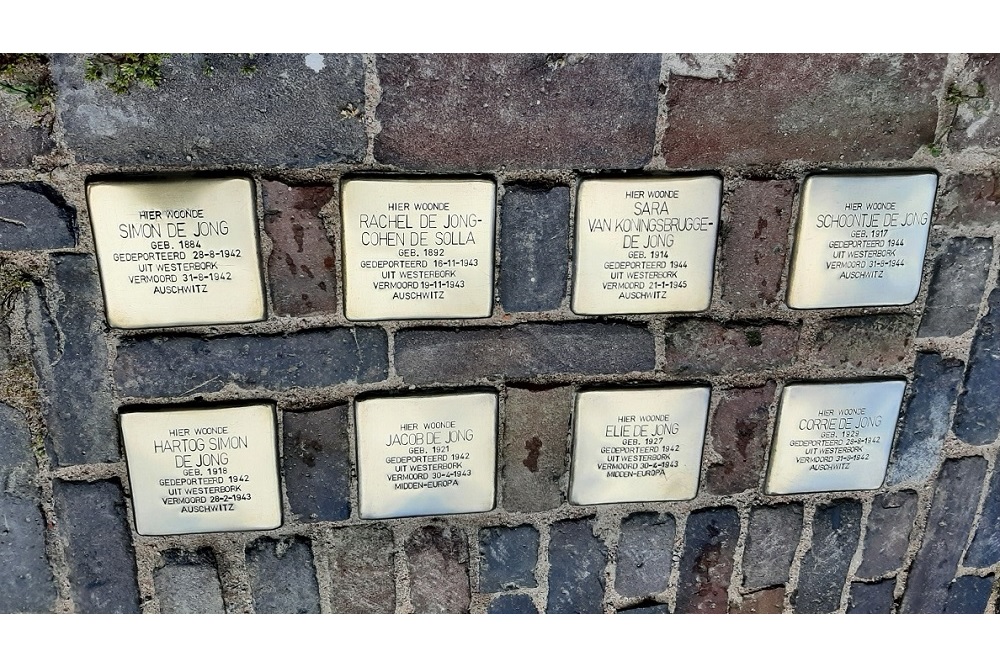 HIER WOONDE
SIMON DE JONG
GEB. 1884
GEDEPORTEERD 28-8-1942
UIT WESTERBORK
VERMOORD 31-8-1942
AUSCHWITZ
HIER WOONDE
RACHEL DE JONG-
COHEN DE SOLLA
GEB. 1892
GEDEPORTEERD 16-11-1943
UIT WESTERBORK
VERMOORD 19-11-1943
AUSCHWITZ
HIER WOONDE
SARA
VAN KONINGSBRUGGE-
DE JONG
GEB. 1914
GEDEPORTEERD 1944
UIT WESTERBORK
VERMOORD 21-1-1945
AUSCHWITZ
HIER WOONDE
SCHOONTJE DE JONG
GEB. 1917
GEDEPORTEERD 1944
UIT WESTERBORK
VERMOORD 31-8-1944
AUSCHWITZ
HIER WOONDE
HARTOG SIMON
DE JONG
GEB. 1918
GEDEPORTEERD 1942
UIT WESTERBORK
VERMOORD 28-2-1943
AUSCHWITZ
HIER WOONDE
JACOB DE JONG
GEB. 1921
GEDEPORTEERD 1942
UIT WESTERBORK
VERMOORD 30-4-1943
MIDDEN-EUROPA
HIER WOONDE
ELIE DE JONG
GEB. 1927
GEDEPORTEERD 1942
UIT WESTERBORK
VERMOORD 30-4-1943
MIDDEN-EUROPA
HIER WOONDE
CORRIE DE JONG
GEB. 1929
GEDEPORTEERD 28-8-1942
UIT WESTERBORK
VERMOORD 31-8-1942
AUSCHWITZ